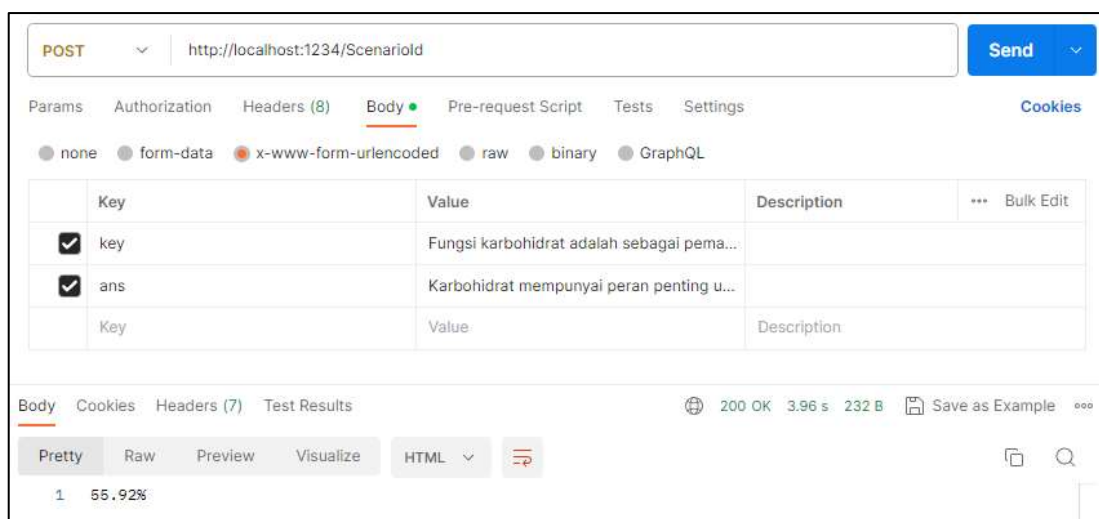 POST http://localhost:1234/ScenarioId Send
Params Authorization Headers (8) Body Pre-request Script Tests Settings Cookies
none form-data x-www-form-urlencoded raw binary GraphQL
Key Value Description ••• Bulk Edit
key Fungsi karbohidrat adalah sebagai pema...
ans Karbohidrat mempunyai peran penting u...
Key Value Description
Body Cookies Headers (7) Test Results 200 OK 3.96 s 232 B Save as Example
Pretty Raw Preview Visualize HTML
1 55.92%